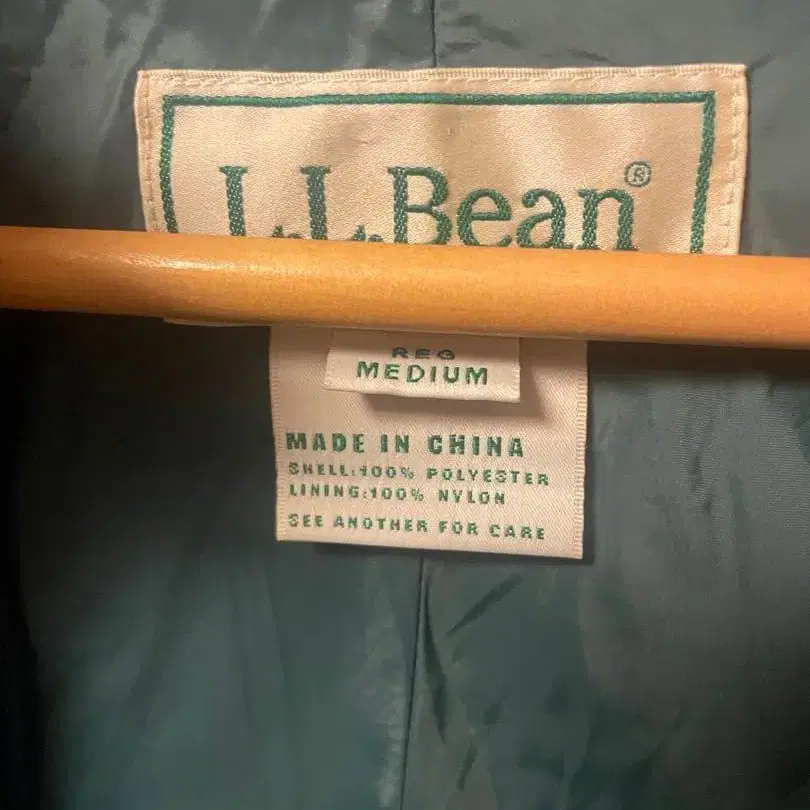 L.L.Bean®
REG
MEDIUM
MADE IN CHINA
SHELL:100% POLYESTER
LINING:100% NYLON
SEE ANOTHER FOR CARE